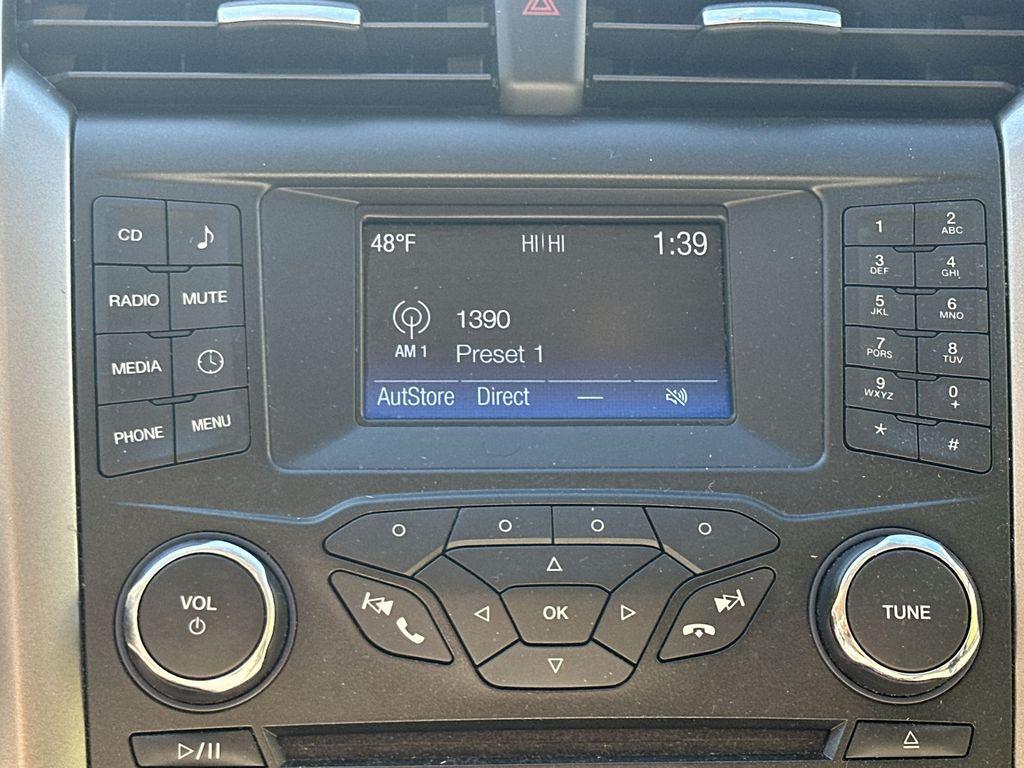 48°F HI HI 1:39
1390
AM 1
Preset 1
AutStore Direct —
CD
RADIO MUTE
MEDIA
PHONE MENU
1 2 ABC
3 DEF 4 GHI
5 JKL 6 MNO
7 PQRS 8 TUV
9 WXYZ 0 +
* #
VOL
OK
TUNE